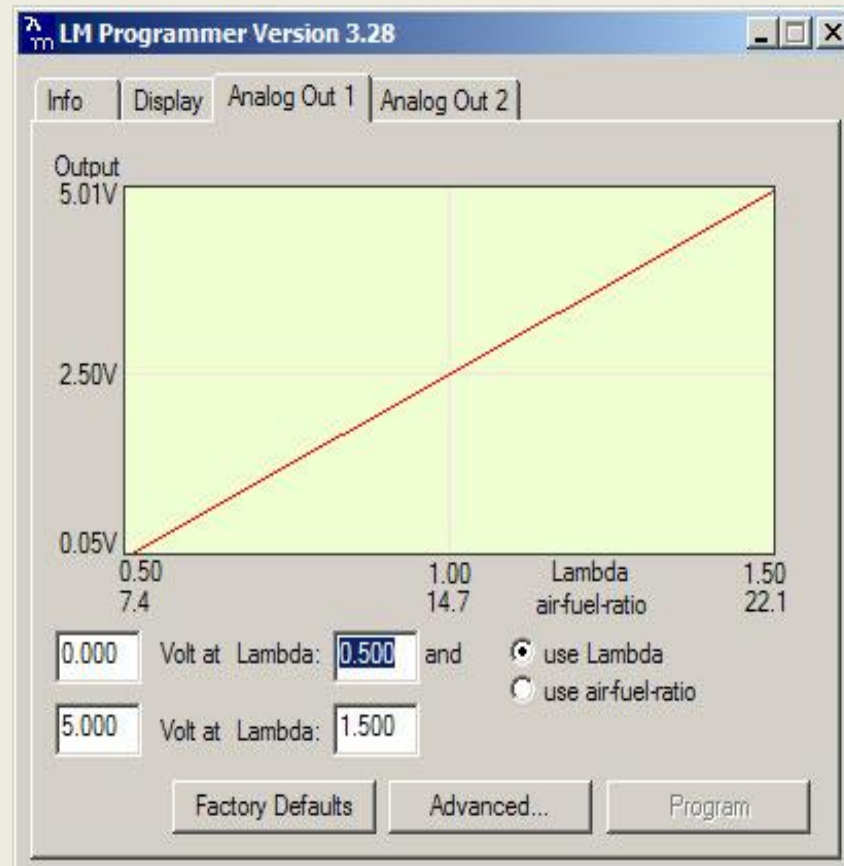 λm LM Programmer Version 3.28
Info Display Analog Out 1 Analog Out 2
Output
5.01V
2.50V
0.05V
0.50 1.00 Lambda 1.50
7.4 14.7 air-fuel-ratio 22.1
0.000 Volt at Lambda: 0.500 and use Lambda
use air-fuel-ratio
5.000 Volt at Lambda: 1.500
Factory Defaults Advanced... Program